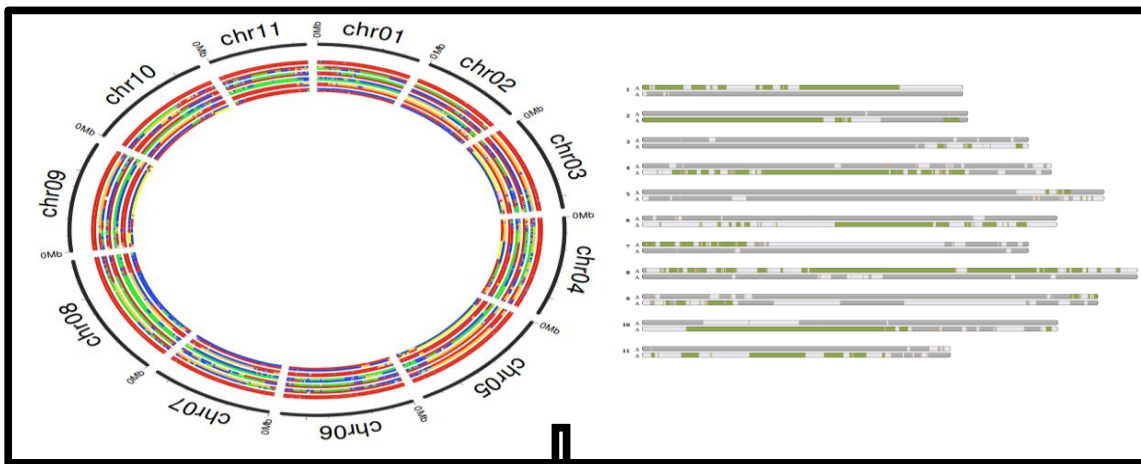 chr01
0Mb
chr02
0Mb
chr03
0Mb
chr04
0Mb
chr05
0Mb
chr06
0Mb
chr07
0Mb
chr08
0Mb
chr09
0Mb
chr10
0Mb
chr11
0Mb
1 A
A
2 A
A
3 A
A
4 A
A
5 A
A
6 A
A
7 A
A
8 A
A
9 A
A
10 A
A
11 A
A